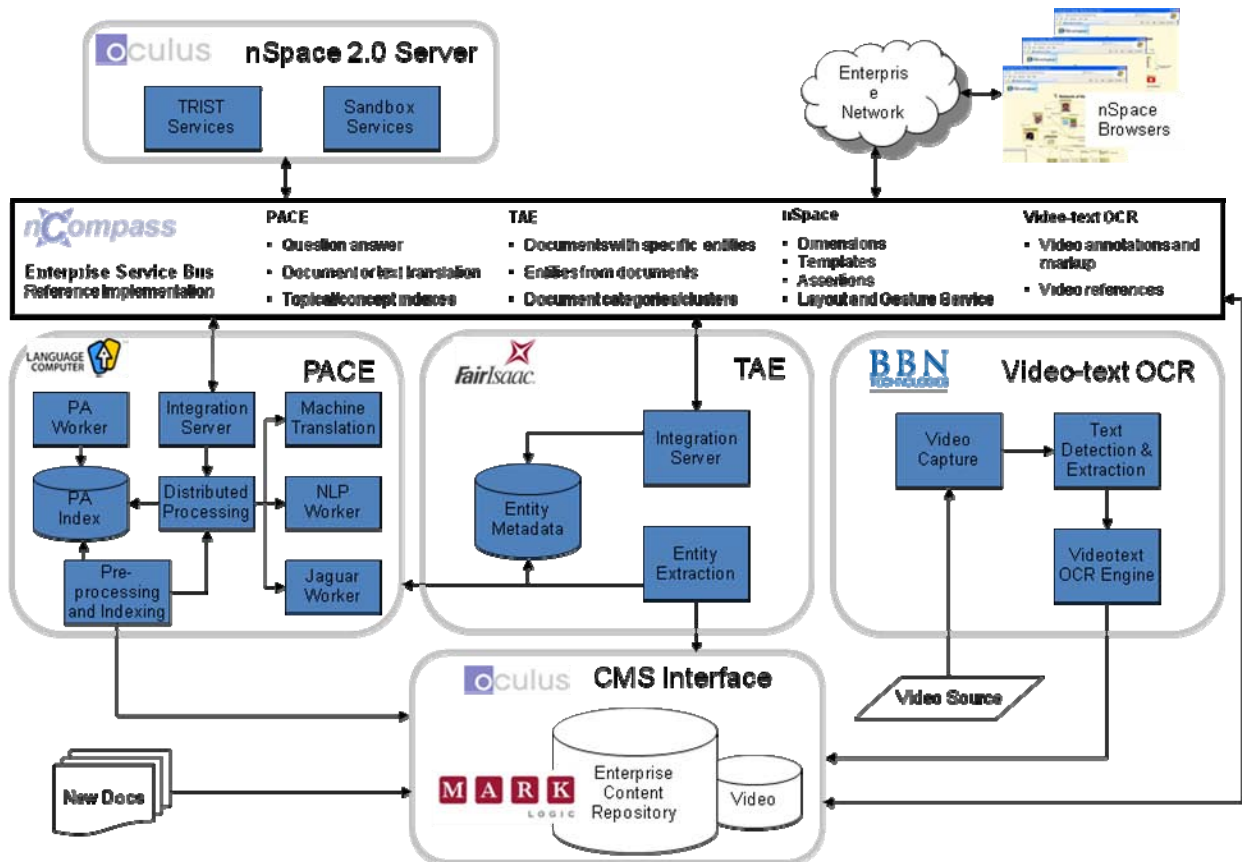 oculus
nSpace 2.0 Server
TRIST
Services
Sandbox
Services
Enterpris
e
Network
nSpace
Browsers
nCompass
Enterprise Service Bus
Reference Implementation
PACE
▪ Question answer
▪ Document or text translation
▪ Topical/concept indexes
TAE
▪ Documents with specific entities
▪ Entities from documents
▪ Document categories/clusters
nSpace
▪ Dimensions
▪ Templates
▪ Assertions
▪ Layout and Gesture Service
Video-text OCR
▪ Video annotations and
markup
▪ Video references
LANGUAGE
COMPUTER
PACE
PA
Worker
Integration
Server
Machine
Translation
PA
Index
Distributed
Processing
NLP
Worker
Pre-
processing
and Indexing
Jaguar
Worker
FairIsaac
TAE
Integration
Server
Entity
Metadata
Entity
Extraction
BBN
TECHNOLOGIES
Video-text OCR
Video
Capture
Text
Detection &
Extraction
Videotext
OCR Engine
Video Source
oculus
CMS Interface
MARK
LOGIC
Enterprise
Content
Repository
Video
New Docs